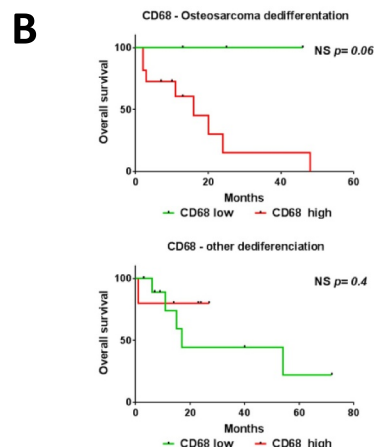 B
CD68 - Osteosarcoma dedifferentation
NS p= 0.06
Overall survival
100
50
0
0 20 40 60
Months
CD68 low CD68 high
CD68 - other dediferenciation
NS p= 0.4
Overall survival
100
50
0
0 20 40 60 80
Months
CD68 low CD68 high